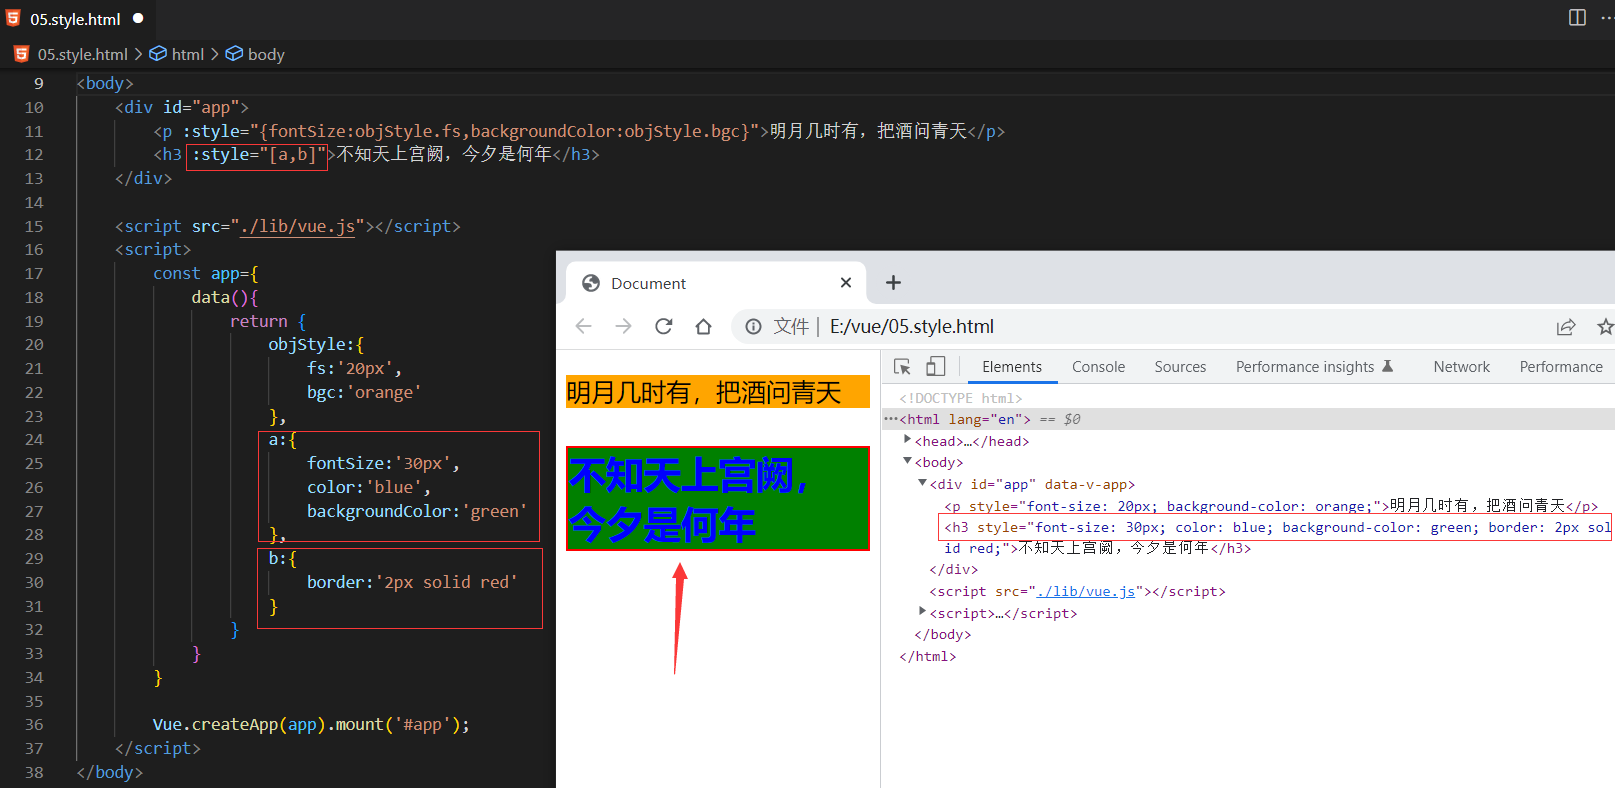 05.style.html
05.style.html > html > body
9 <body>
10 <div id="app">
11 <p :style="{fontSize:objStyle.fs,backgroundColor:objStyle.bgc}">明月几时有，把酒问青天</p>
12 <h3 :style="[a,b]">不知天上宫阙，今夕是何年</h3>
13 </div>
14
15 <script src="./lib/vue.js"></script>
16 <script>
17 const app={
18 data(){
19 return {
20 objStyle:{
21 fs:'20px',
22 bgc:'orange'
23 },
24 a:{
25 fontSize:'30px',
26 color:'blue',
27 backgroundColor:'green'
28 },
29 b:{
30 border:'2px solid red'
31 }
32 }
33 }
34 }
35
36 Vue.createApp(app).mount('#app');
37 </script>
38 </body>
Document
文件 | E:/vue/05.style.html
明月几时有，把酒问青天
不知天上宫阙，
今夕是何年
Elements Console Sources Performance insights Network Performance
<!DOCTYPE html>
<html lang="en"> == $0
<head>…</head>
<body>
<div id="app" data-v-app>
<p style="font-size: 20px; background-color: orange;">明月几时有，把酒问青天</p>
<h3 style="font-size: 30px; color: blue; background-color: green; border: 2px sol
id red;">不知天上宫阙，今夕是何年</h3>
</div>
<script src="./lib/vue.js"></script>
<script>…</script>
</body>
</html>